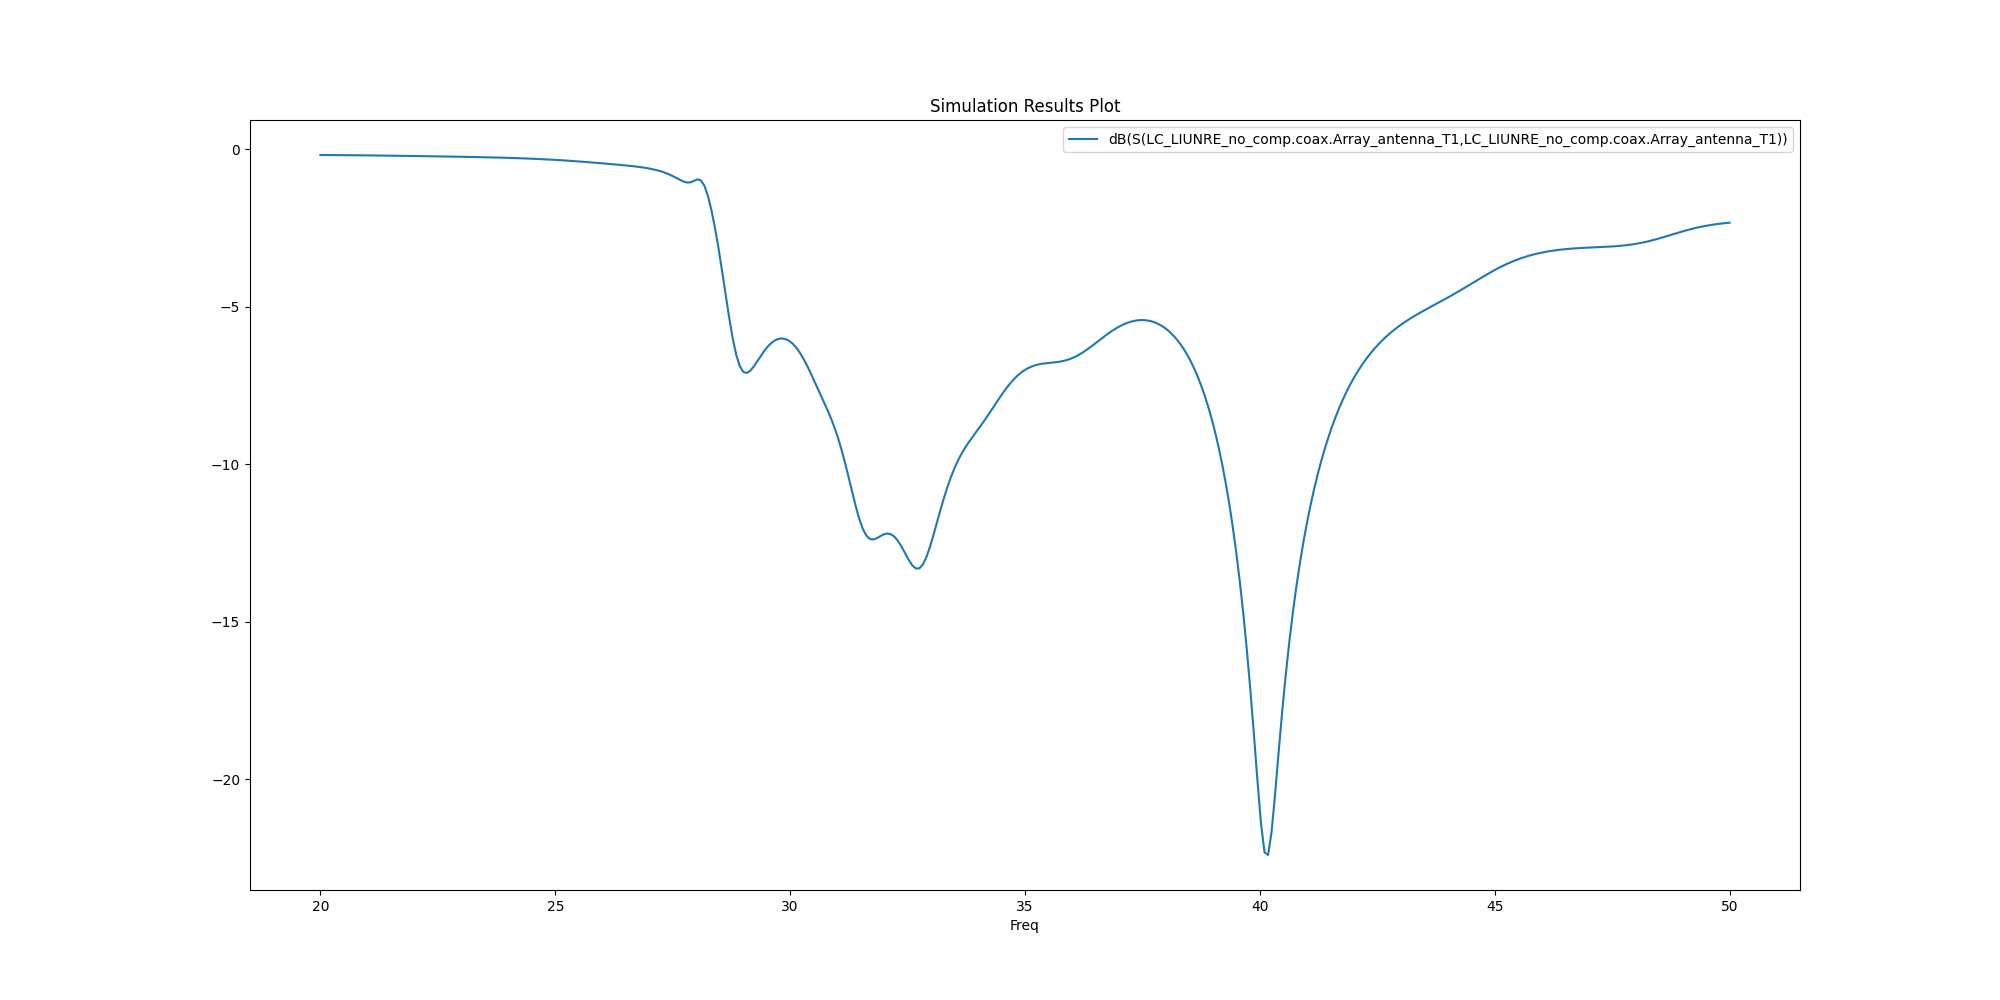 Simulation Results Plot
dB(S(LC_LIUNRE_no_comp.coax.Array_antenna_T1,LC_LIUNRE_no_comp.coax.Array_antenna_T1))
0
−5
−10
−15
−20
20 25 30 35 40 45 50
Freq